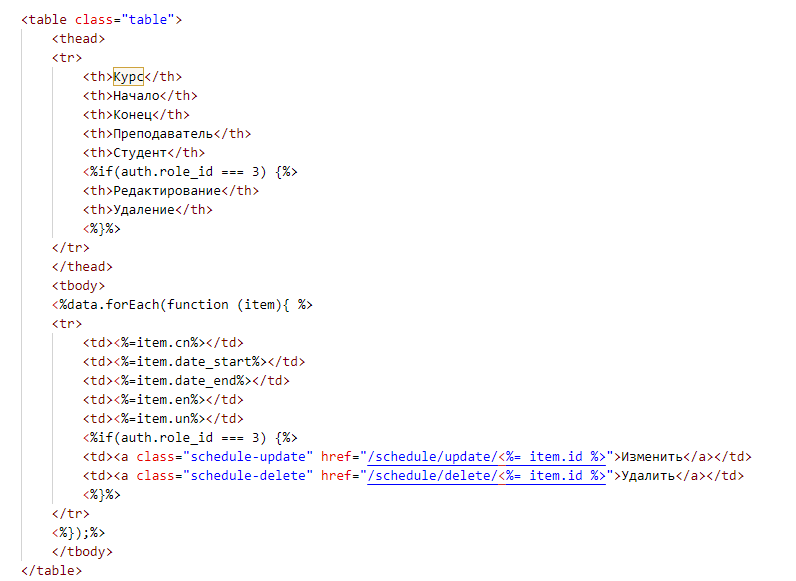 <table class="table">
<thead>
<tr>
<th>Курс</th>
<th>Начало</th>
<th>Конец</th>
<th>Преподаватель</th>
<th>Студент</th>
<%if(auth.role_id === 3) {%>
<th>Редактирование</th>
<th>Удаление</th>
<%}%>
</tr>
</thead>
<tbody>
<%data.forEach(function (item){ %>
<tr>
<td><%=item.cn%></td>
<td><%=item.date_start%></td>
<td><%=item.date_end%></td>
<td><%=item.en%></td>
<td><%=item.un%></td>
<%if(auth.role_id === 3) {%>
<td><a class="schedule-update" href="/schedule/update/<%= item.id %>">Изменить</a></td>
<td><a class="schedule-delete" href="/schedule/delete/<%= item.id %>">Удалить</a></td>
<%}%>
</tr>
<%});%>
</tbody>
</table>